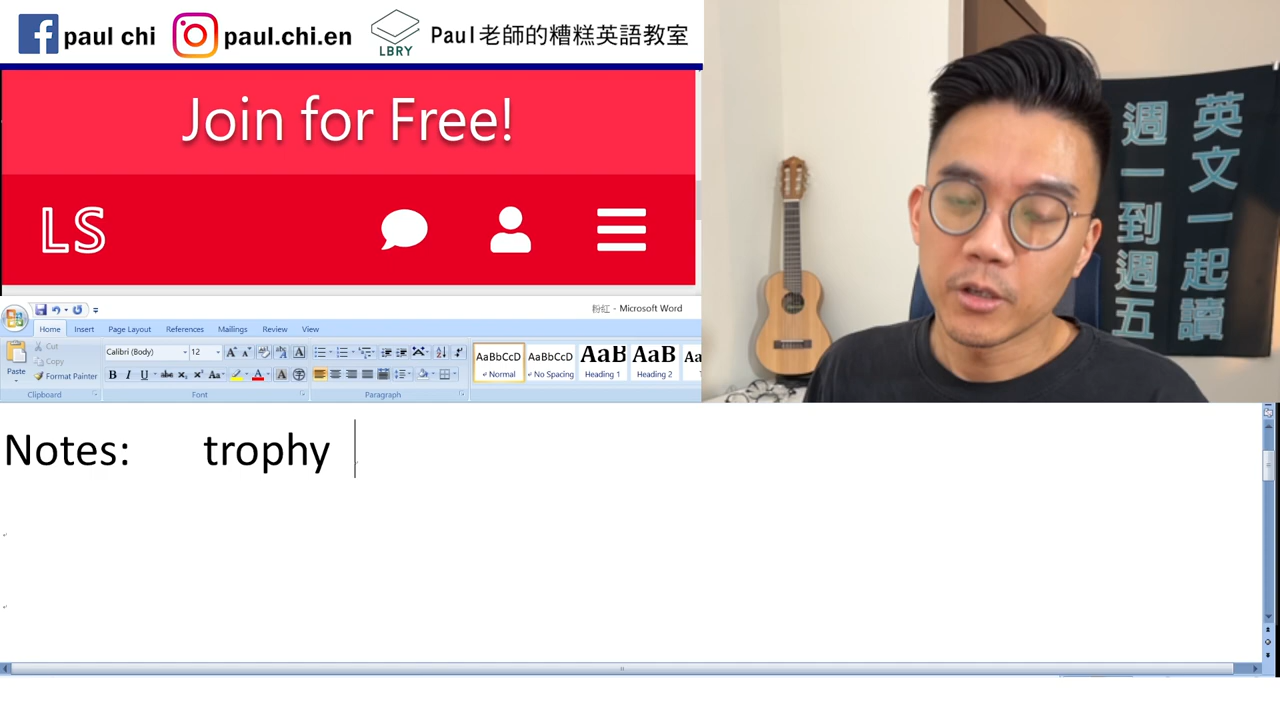 paul chi
paul.chi.en
LBRY
Paul老師的糟糕英語教室
Join for Free!
LS
粉紅 - Microsoft Word
Home Insert Page Layout References Mailings Review View
Paste
Cut
Copy
Format Painter
Clipboard
Calibri (Body) 12
Font
Paragraph
AaBbCcD
Normal
AaBbCcD
No Spacing
AaB
Heading 1
AaB
Heading 2
Notes: trophy
英文一起讀
週一到週五